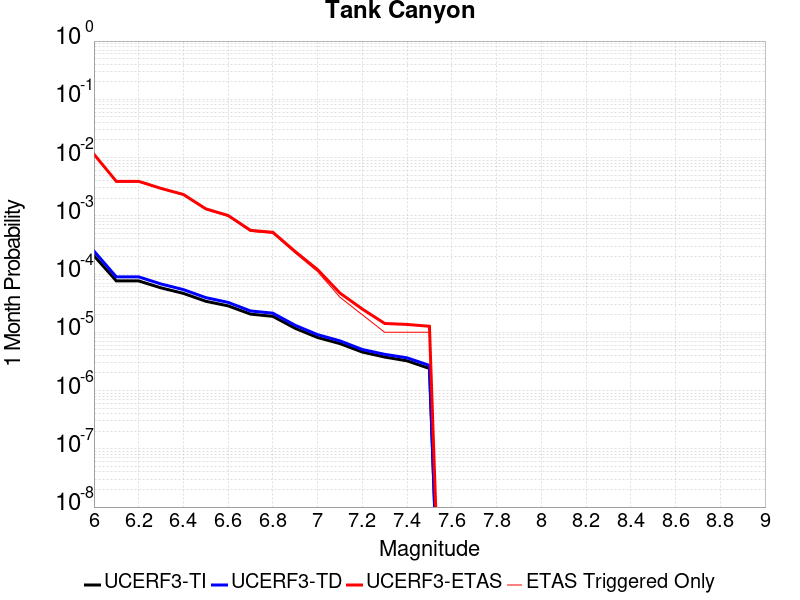 Tank Canyon
10^0
10^-1
10^-2
10^-3
10^-4
10^-5
10^-6
10^-7
10^-8
1 Month Probability
6 6.2 6.4 6.6 6.8 7 7.2 7.4 7.6 7.8 8 8.2 8.4 8.6 8.8 9
Magnitude
UCERF3-TI UCERF3-TD UCERF3-ETAS ETAS Triggered Only